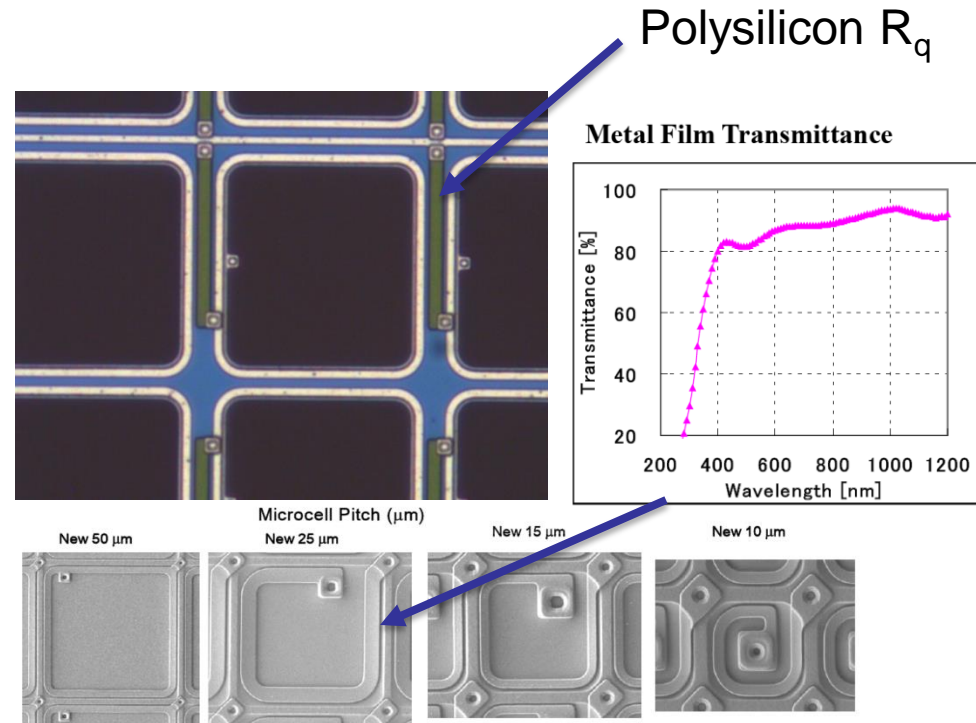 Polysilicon Rq
Metal Film Transmittance
100
80
60
40
20
Transmittance [%]
200 400 600 800 1000 1200
Wavelength [nm]
Microcell Pitch (μm)
New 50 μm New 25 μm New 15 μm New 10 μm